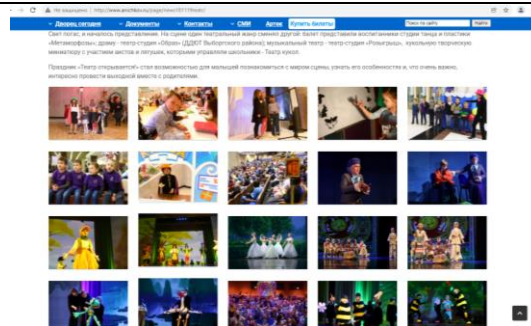 Не защищено | http://www.anichkov.ru/page/
Дворец сегодня Документы Контакты СМИ Артек Купить билеты Поиск по сайту Найти
Свет погас, и началось представление. На сцене один театральный жанр сменял другой: балет представили воспитанники студии танца и пластики
«Метаморфозы»; драму - театр-студия «Образ» (ДДЮТ Выборгского района); музыкальный театр - театр-студия «Розыгрыш», кукольную творческую
миниатюру с участием аистов и лягушек, которыми управляли школьники - Театр кукол.
Праздник «Театр открывается!» стал возможностью для малышей познакомиться с миром сцены, узнать его особенности и, что очень важно,
интересно провести выходной вместе с родителями.